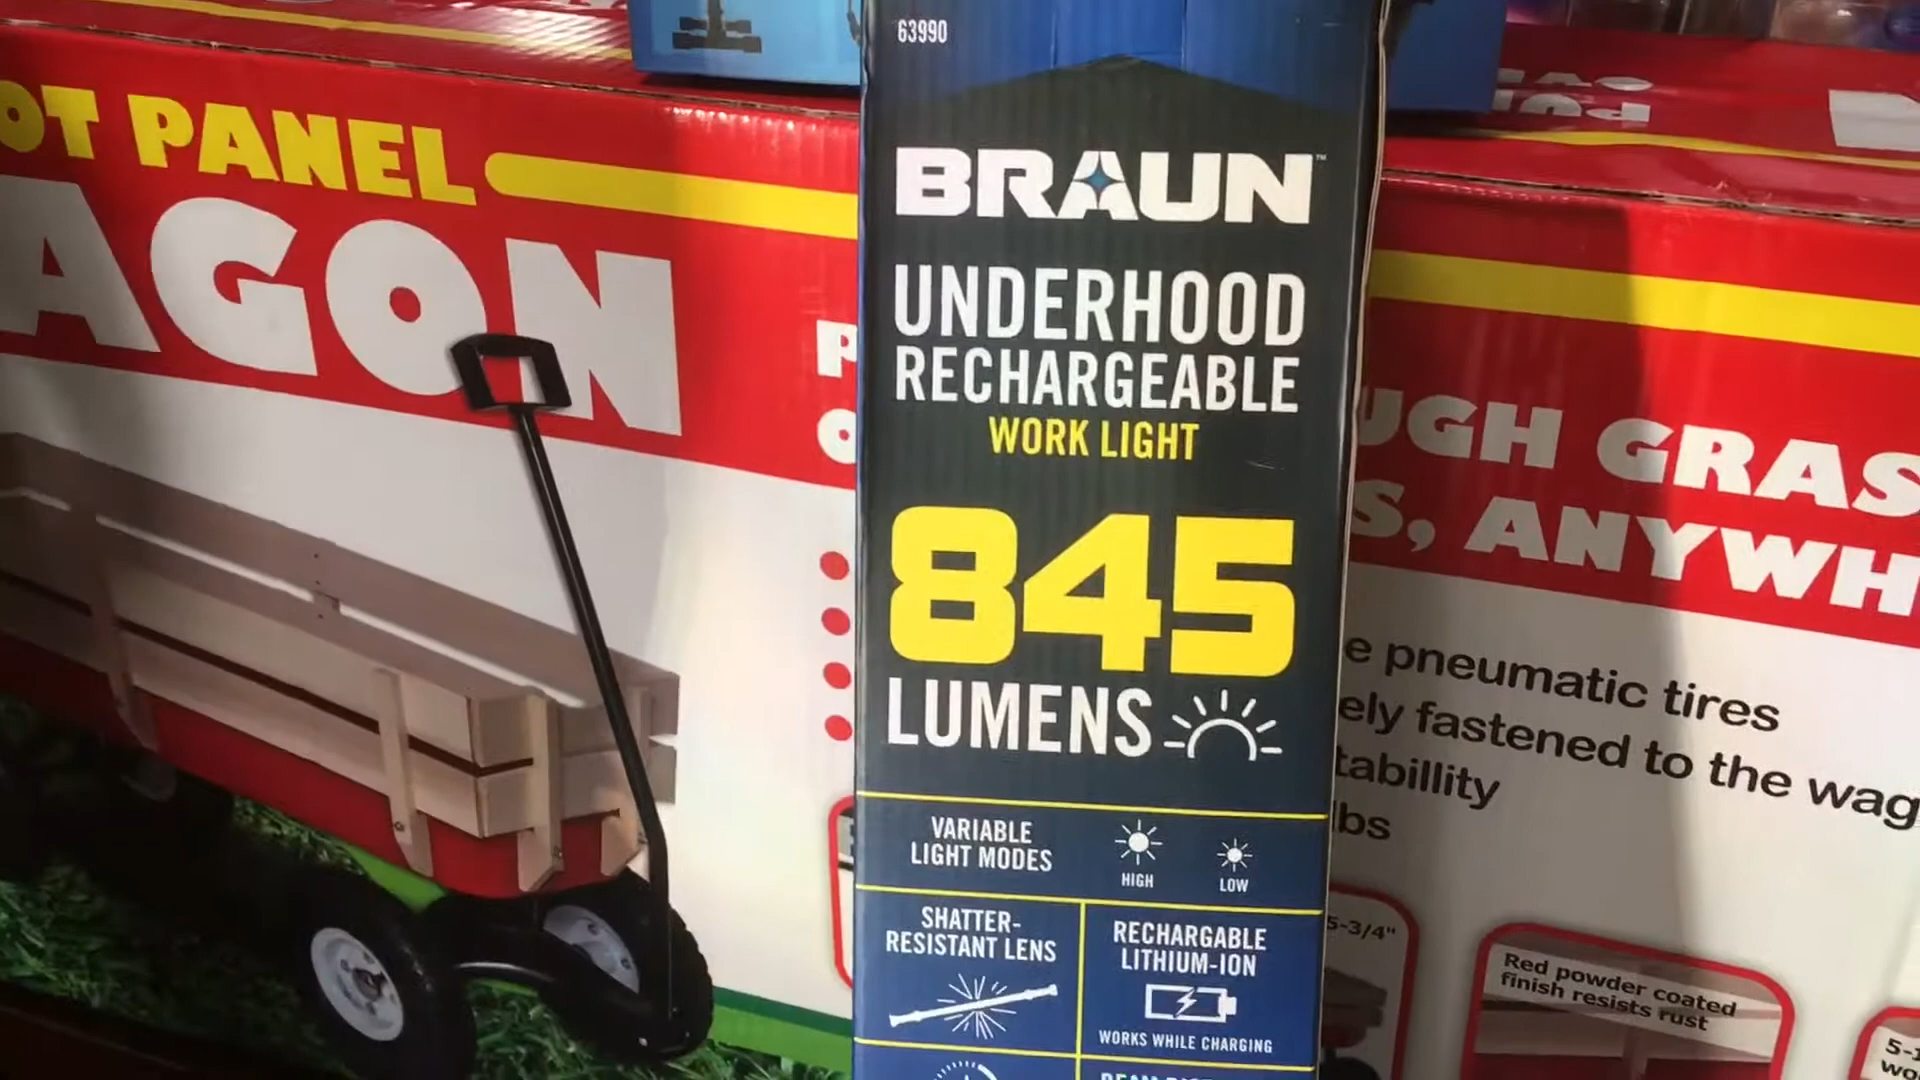 63990
BRAUN™
UNDERHOOD
RECHARGEABLE
WORK LIGHT
845
LUMENS
VARIABLE
LIGHT MODES
HIGH
LOW
SHATTER-
RESISTANT LENS
RECHARGABLE
LITHIUM-ION
WORKS WHILE CHARGING
OT PANEL
AGON
UGH GRAS
S, ANYWH
e pneumatic tires
ely fastened to the wag
tabillity
lbs
5-3/4"
Red powder coated
finish resists rust